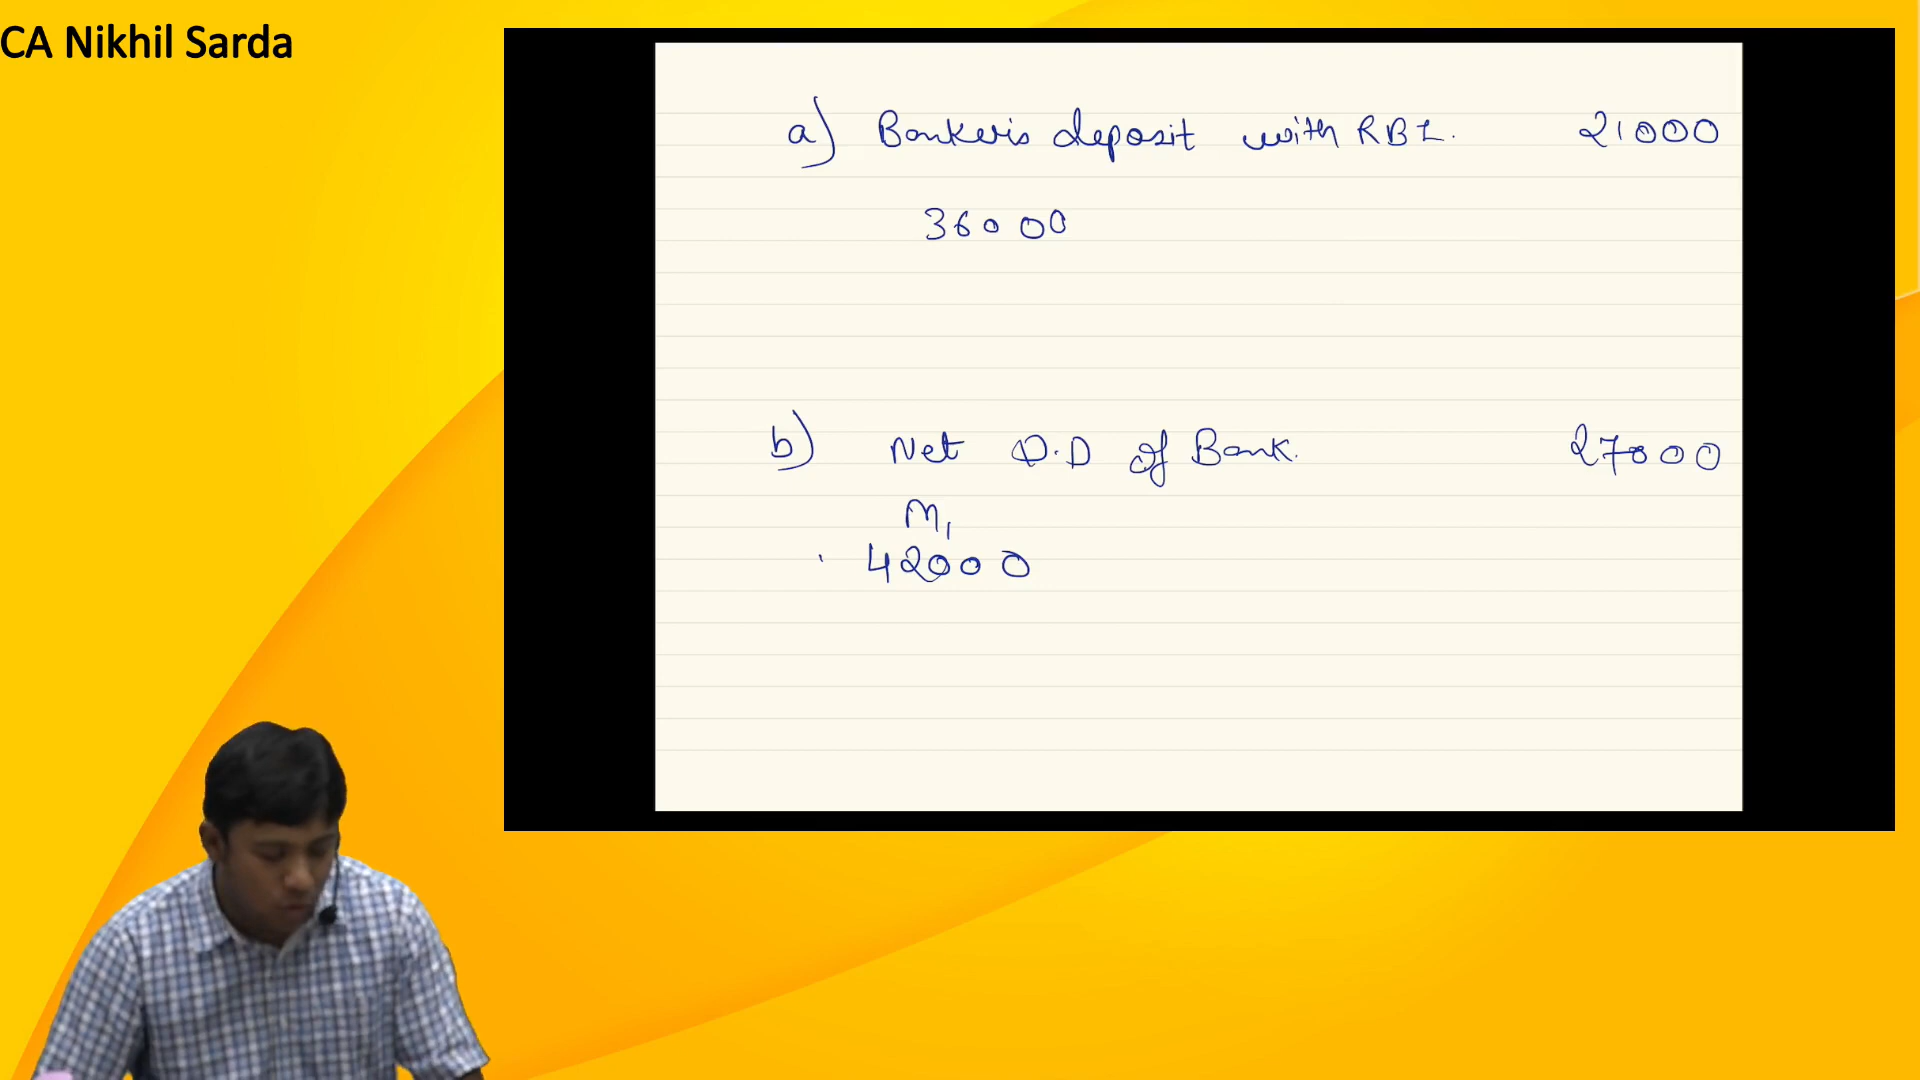 CA Nikhil Sarda
a) Banker's deposit with RBI. 21000
36000
b) Net D.D of Bank. 27000
M1
42000